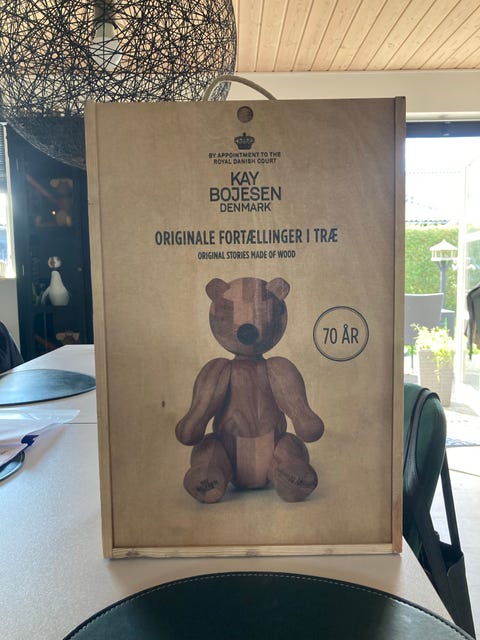 BY APPOINTMENT TO THE
ROYAL DANISH COURT
KAY
BOJESEN
DENMARK
ORIGINALE FORTÆLLINGER I TRÆ
ORIGINAL STORIES MADE OF WOOD
70 ÅR